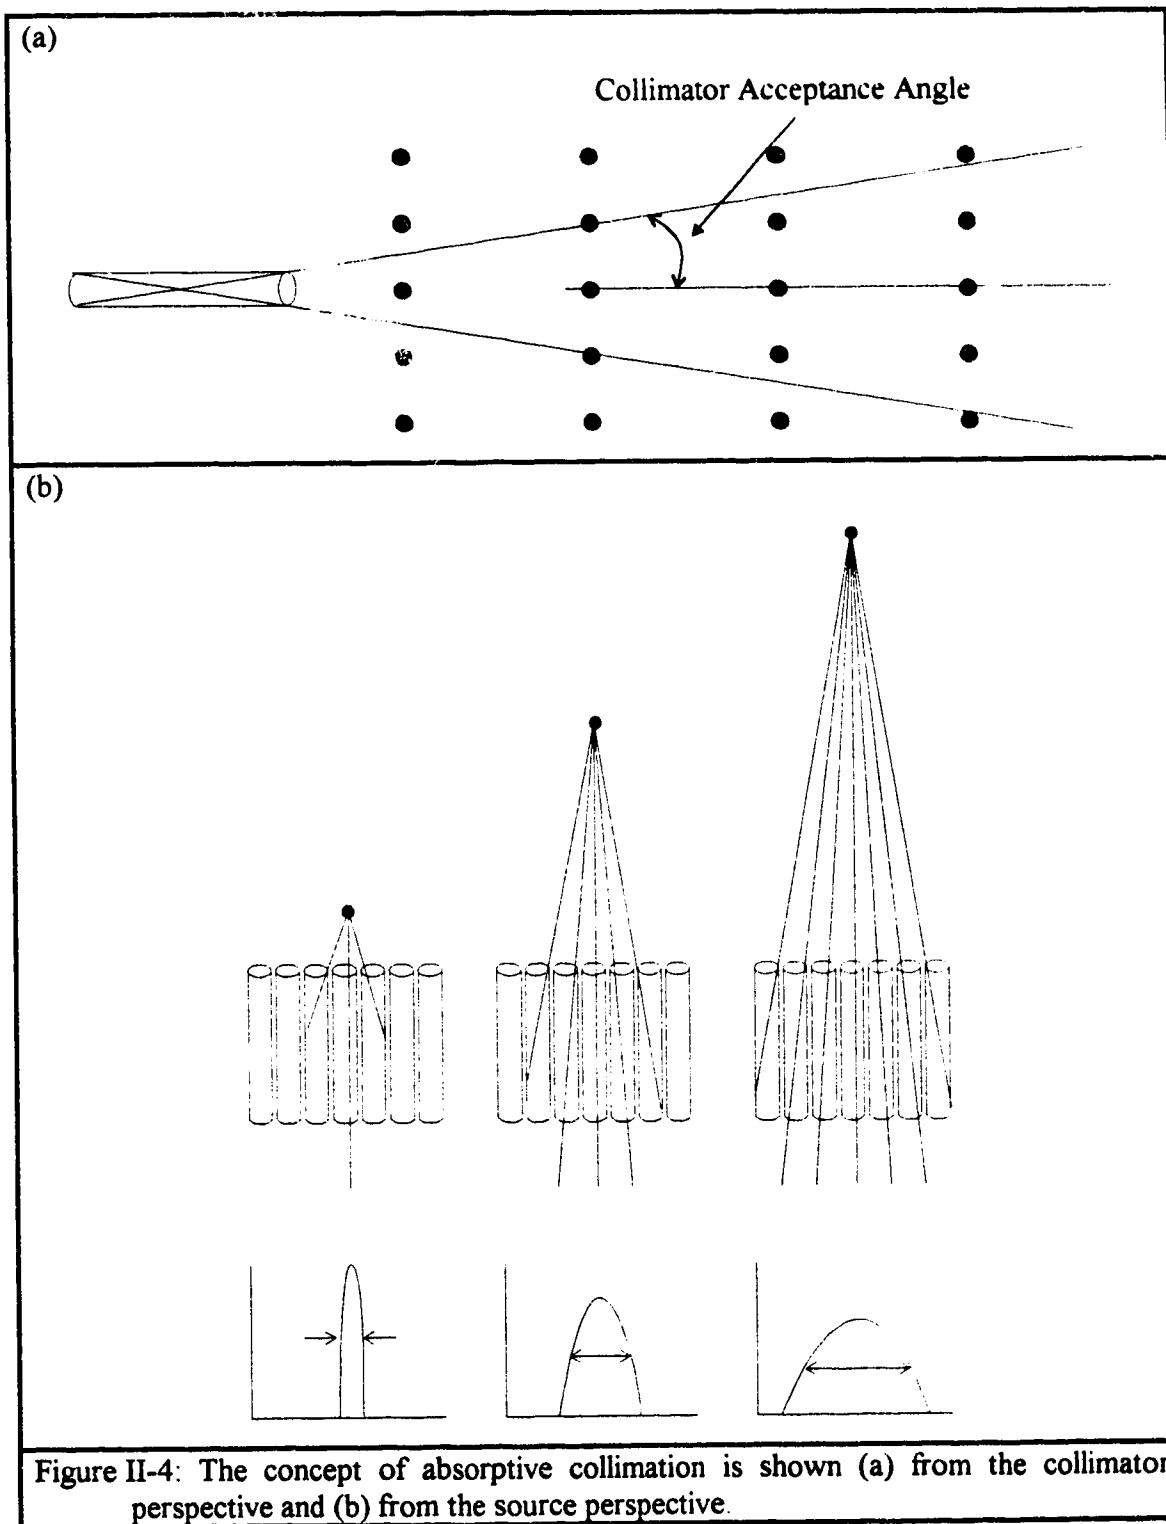 (a)
Collimator Acceptance Angle
(b)
Figure II-4: The concept of absorptive collimation is shown (a) from the collimator
perspective and (b) from the source perspective.